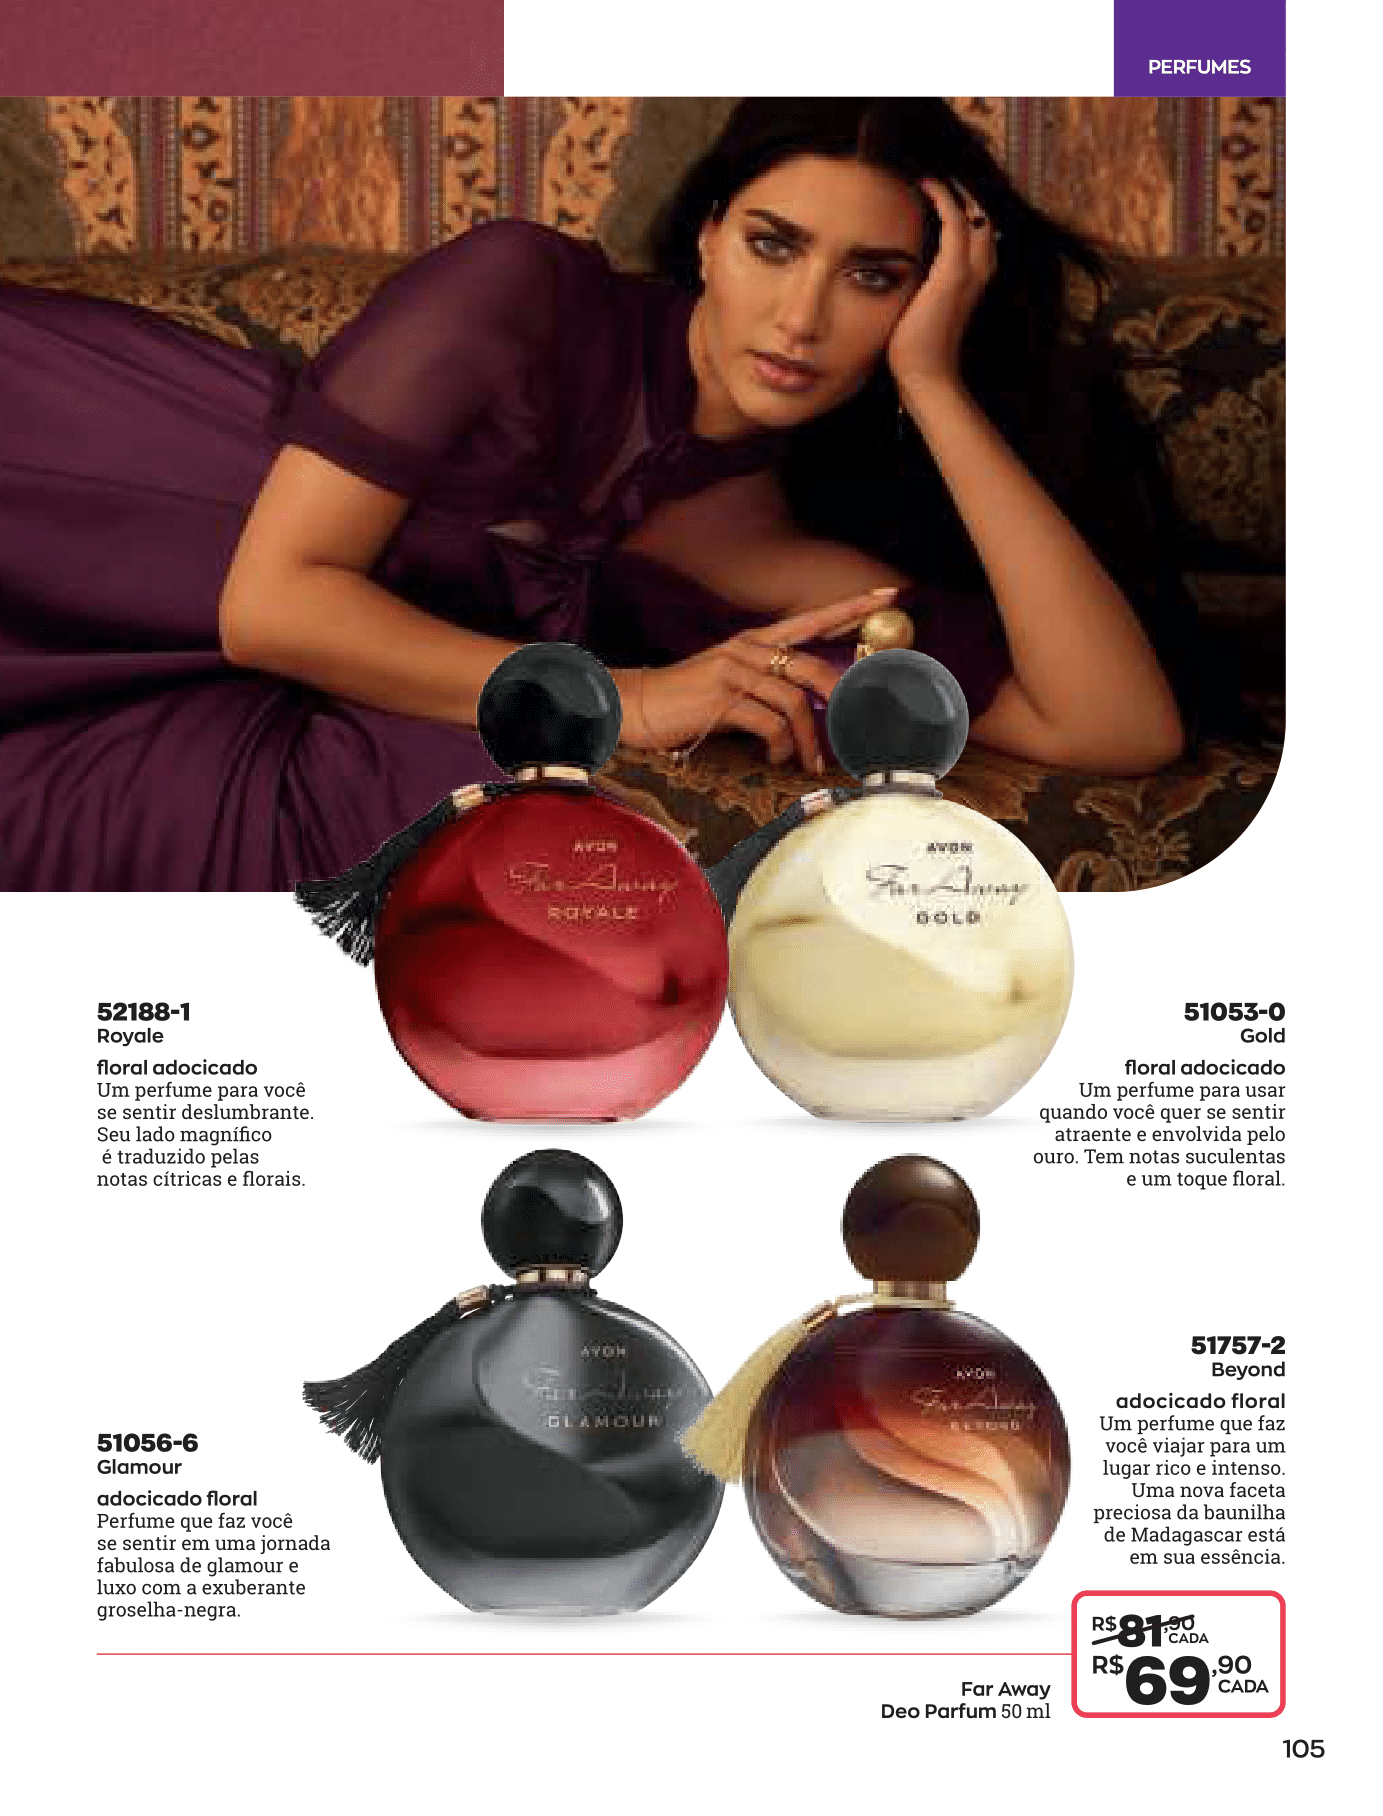 PERFUMES
AVON
Far Away
ROYALE
AVON
Far Away
GOLD
52188-1
Royale
floral adocicado
Um perfume para você
se sentir deslumbrante.
Seu lado magnífico
é traduzido pelas
notas cítricas e florais.
51053-0
Gold
floral adocicado
Um perfume para usar
quando você quer se sentir
atraente e envolvida pelo
ouro. Tem notas suculentas
e um toque floral.
AVON
Far Away
GLAMOUR
AVON
Far Away
BEYOND
51056-6
Glamour
adocicado floral
Perfume que faz você
se sentir em uma jornada
fabulosa de glamour e
luxo com a exuberante
groselha-negra.
51757-2
Beyond
adocicado floral
Um perfume que faz
você viajar para um
lugar rico e intenso.
Uma nova faceta
preciosa da baunilha
de Madagascar está
em sua essência.
Far Away
Deo Parfum 50 ml
R$81,90
CADA
R$69,90
CADA
105